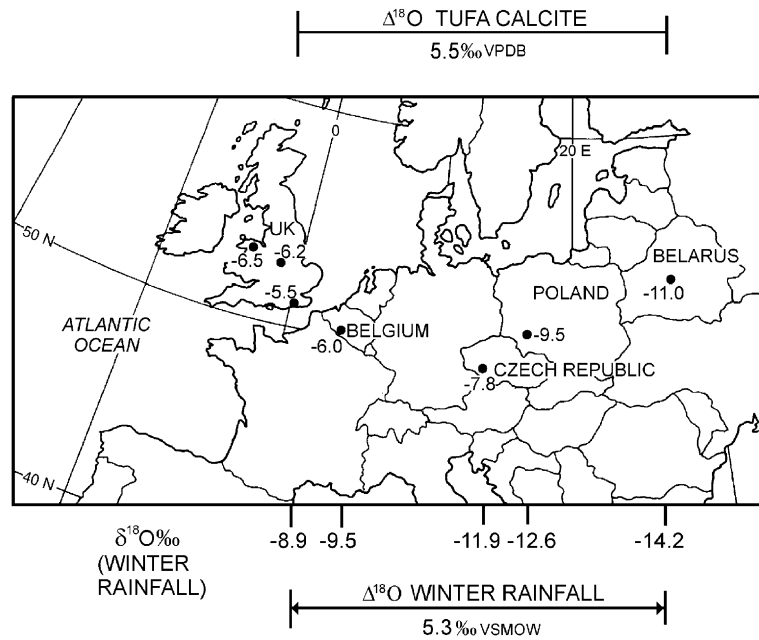 Δ¹⁸O TUFA CALCITE
5.5‰ VPDB
0
20 E
50 N
UK
-6.5
-6.2
-5.5
BELARUS
-11.0
POLAND
-9.5
ATLANTIC
OCEAN
BELGIUM
-6.0
CZECH REPUBLIC
-7.8
40 N
δ¹⁸O‰
(WINTER
RAINFALL)
-8.9 -9.5 -11.9 -12.6 -14.2
Δ¹⁸O WINTER RAINFALL
5.3‰ VSMOW